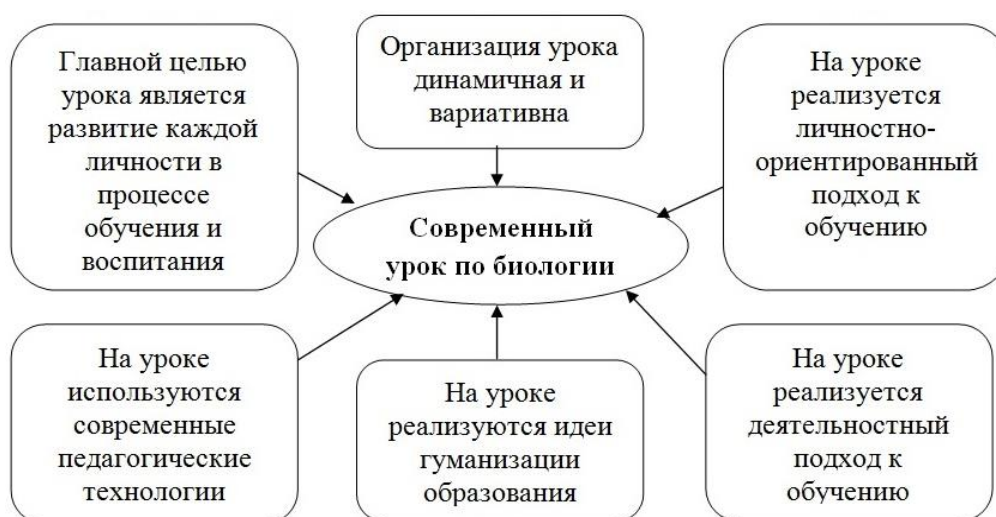 Главной целью
урока является
развитие каждой
личности в
процессе
обучения и
воспитания
Организация урока
динамичная и
вариативна
На уроке
реализуется
личностно-
ориентированный
подход к
обучению
Современный
урок по биологии
На уроке
используются
современные
педагогические
технологии
На уроке
реализуются идеи
гуманизации
образования
На уроке
реализуется
деятельностный
подход к
обучению